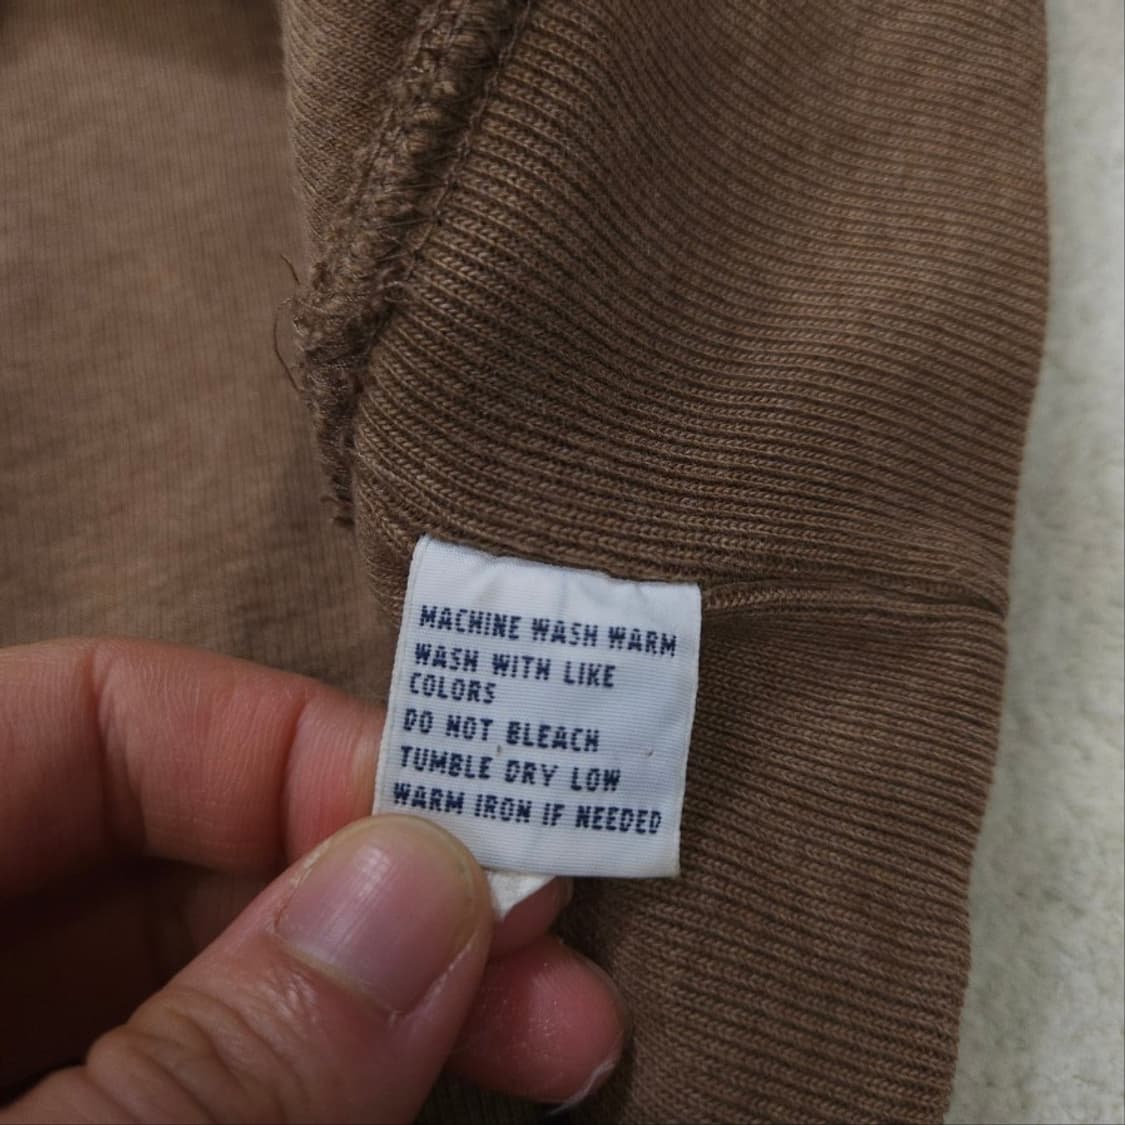 MACHINE WASH WARM
WASH WITH LIKE
COLORS
DO NOT BLEACH
TUMBLE DRY LOW
WARM IRON IF NEEDED